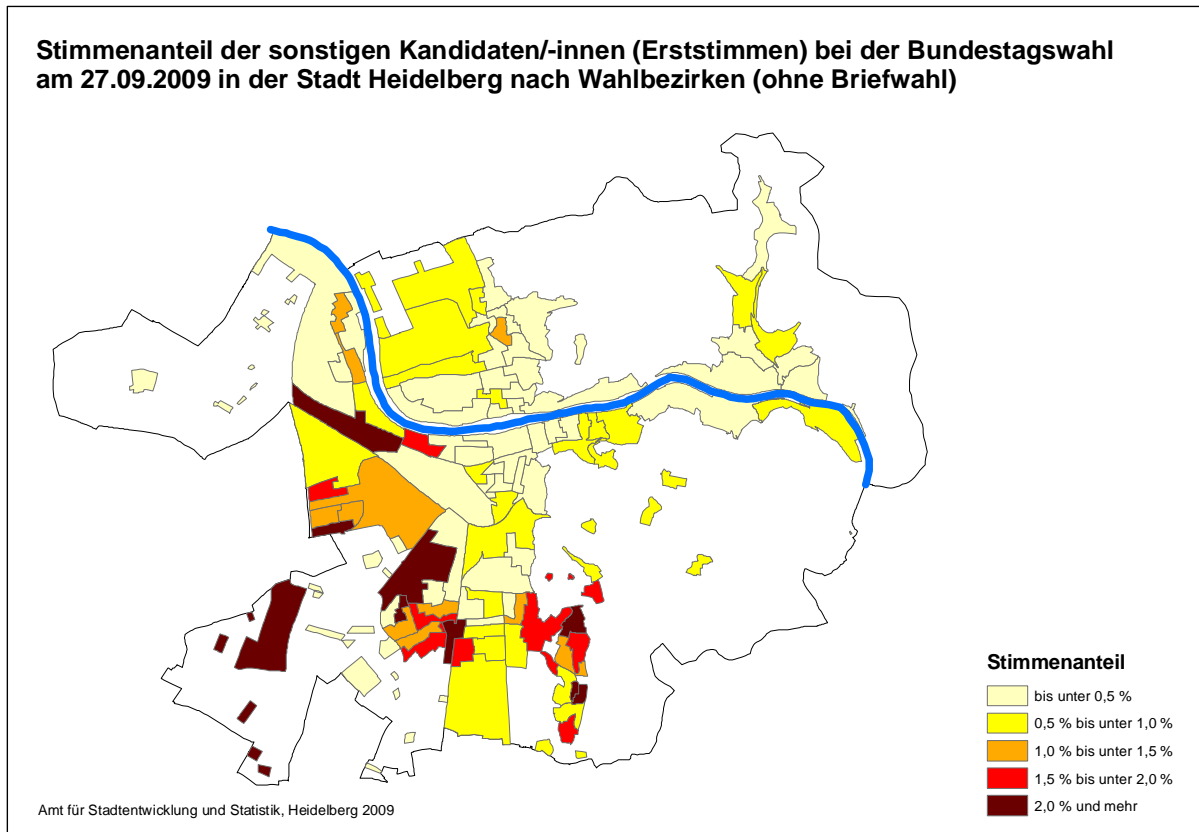 Stimmenanteil der sonstigen Kandidaten/-innen (Erststimmen) bei der Bundestagswahl
am 27.09.2009 in der Stadt Heidelberg nach Wahlbezirken (ohne Briefwahl)
Stimmenanteil
bis unter 0,5 %
0,5 % bis unter 1,0 %
1,0 % bis unter 1,5 %
1,5 % bis unter 2,0 %
2,0 % und mehr
Amt für Stadtentwicklung und Statistik, Heidelberg 2009